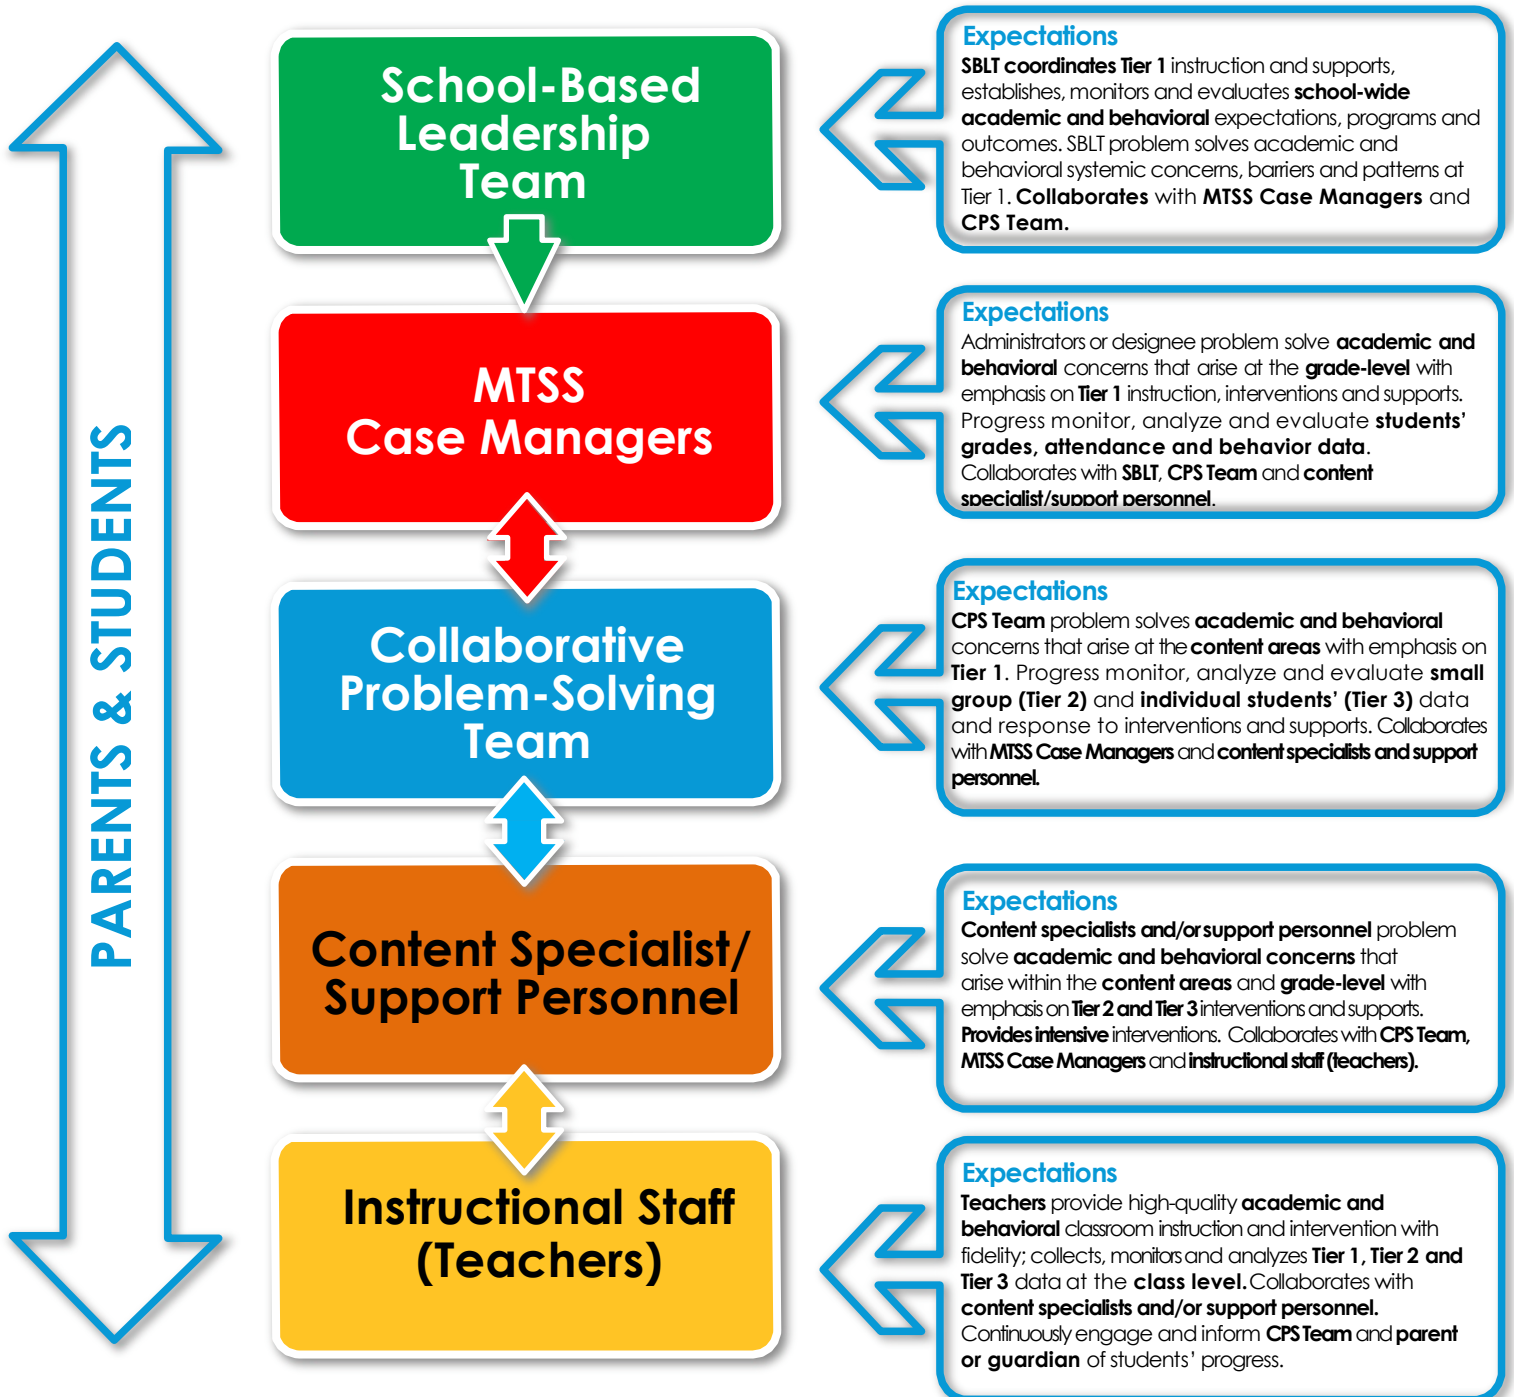 PARENTS & STUDENTS
School-Based
Leadership
Team
Expectations
SBLT coordinates Tier 1 instruction and supports,
establishes, monitors and evaluates school-wide
academic and behavioral expectations, programs and
outcomes. SBLT problem solves academic and
behavioral systemic concerns, barriers and patterns at
Tier 1. Collaborates with MTSS Case Managers and
CPS Team.
MTSS
Case Managers
Expectations
Administrators or designee problem solve academic and
behavioral concerns that arise at the grade-level with
emphasis on Tier 1 instruction, interventions and supports.
Progress monitor, analyze and evaluate students’
grades, attendance and behavior data.
Collaborates with SBLT, CPS Team and content
specialist/support personnel.
Collaborative
Problem-Solving
Team
Expectations
CPS Team problem solves academic and behavioral
concerns that arise at the content areas with emphasis on
Tier 1. Progress monitor, analyze and evaluate small
group (Tier 2) and individual students’ (Tier 3) data
and response to interventions and supports. Collaborates
with MTSS Case Managers and content specialists and support
personnel.
Content Specialist/
Support Personnel
Expectations
Content specialists and/or support personnel problem
solve academic and behavioral concerns that
arise within the content areas and grade-level with
emphasis on Tier 2 and Tier 3 interventions and supports.
Provides intensive interventions. Collaborates with CPS Team,
MTSS Case Managers and instructional staff (teachers).
Instructional Staff
(Teachers)
Expectations
Teachers provide high-quality academic and
behavioral classroom instruction and intervention with
fidelity; collects, monitors and analyzes Tier 1, Tier 2 and
Tier 3 data at the class level. Collaborates with
content specialists and/or support personnel.
Continuously engage and inform CPS Team and parent
or guardian of students’ progress.